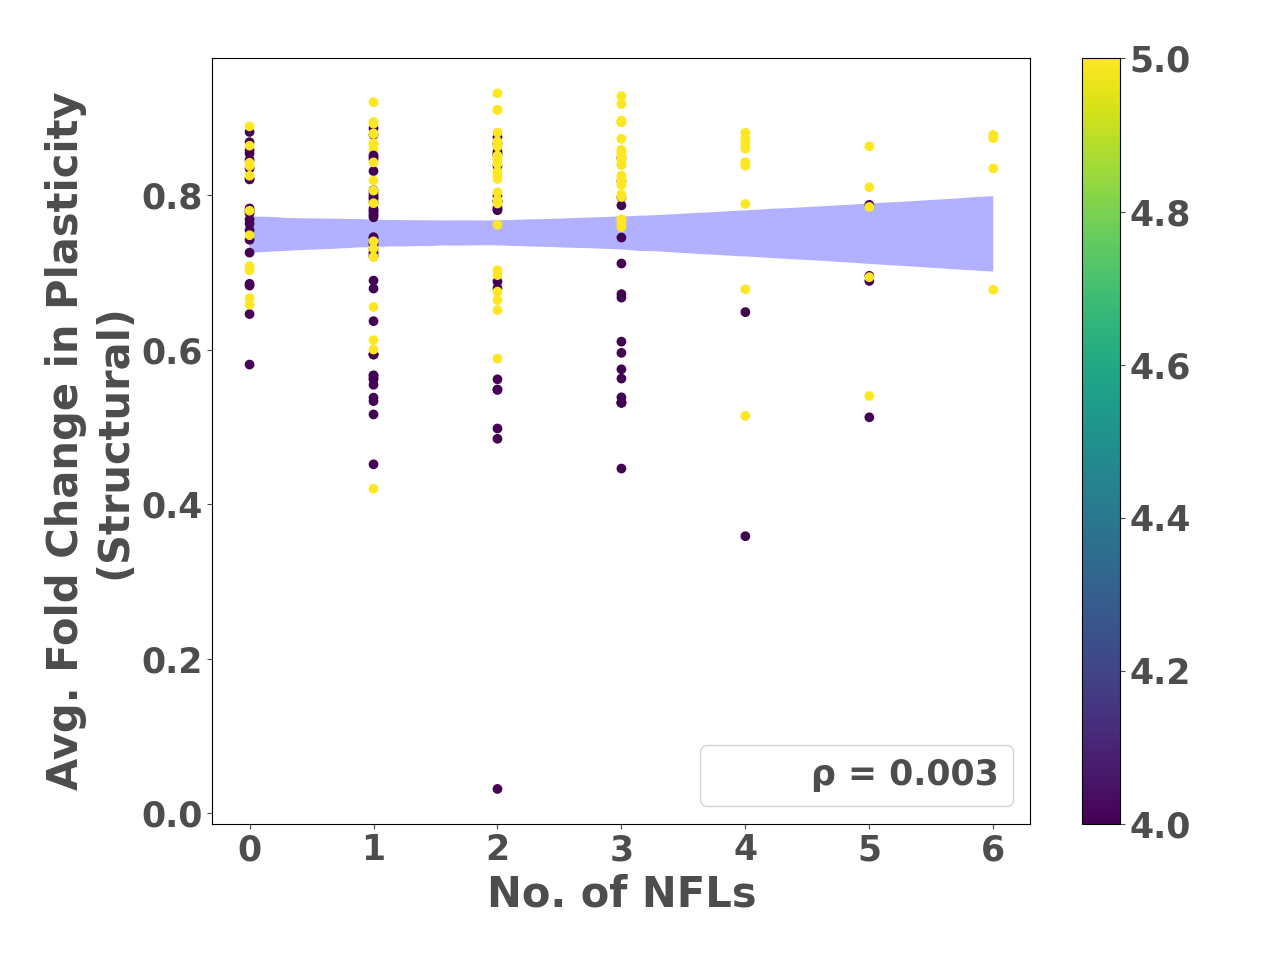 Avg. Fold Change in Plasticity
(Structural)
0.8
0.6
0.4
0.2
0.0
0 1 2 3 4 5 6
No. of NFLs
ρ = 0.003
5.0
4.8
4.6
4.4
4.2
4.0